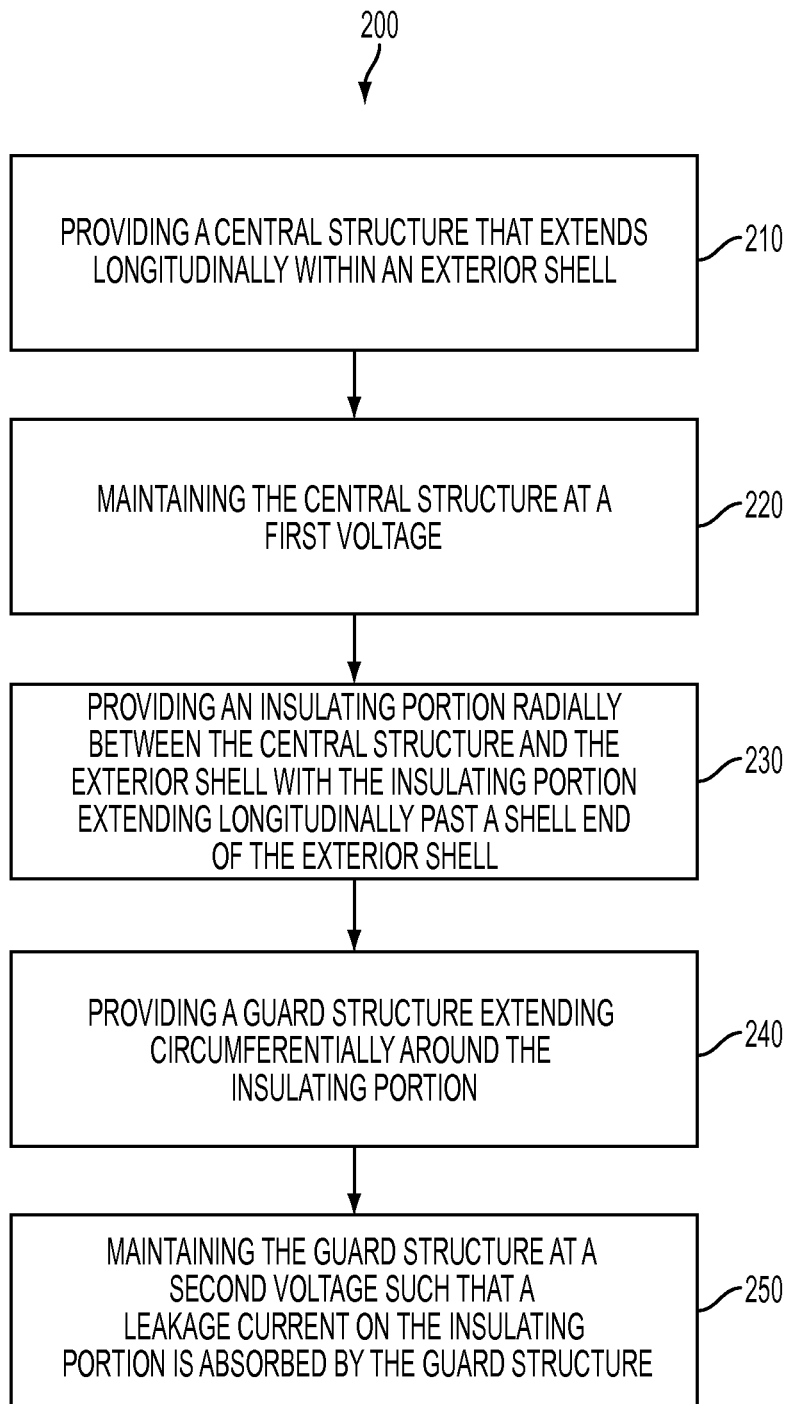 200
PROVIDING A CENTRAL STRUCTURE THAT EXTENDS
LONGITUDINALLY WITHIN AN EXTERIOR SHELL
210
MAINTAINING THE CENTRAL STRUCTURE AT A
FIRST VOLTAGE
220
PROVIDING AN INSULATING PORTION RADIALLY
BETWEEN THE CENTRAL STRUCTURE AND THE
EXTERIOR SHELL WITH THE INSULATING PORTION
EXTENDING LONGITUDINALLY PAST A SHELL END
OF THE EXTERIOR SHELL
230
PROVIDING A GUARD STRUCTURE EXTENDING
CIRCUMFERENTIALLY AROUND THE
INSULATING PORTION
240
MAINTAINING THE GUARD STRUCTURE AT A
SECOND VOLTAGE SUCH THAT A
LEAKAGE CURRENT ON THE INSULATING
PORTION IS ABSORBED BY THE GUARD STRUCTURE
250